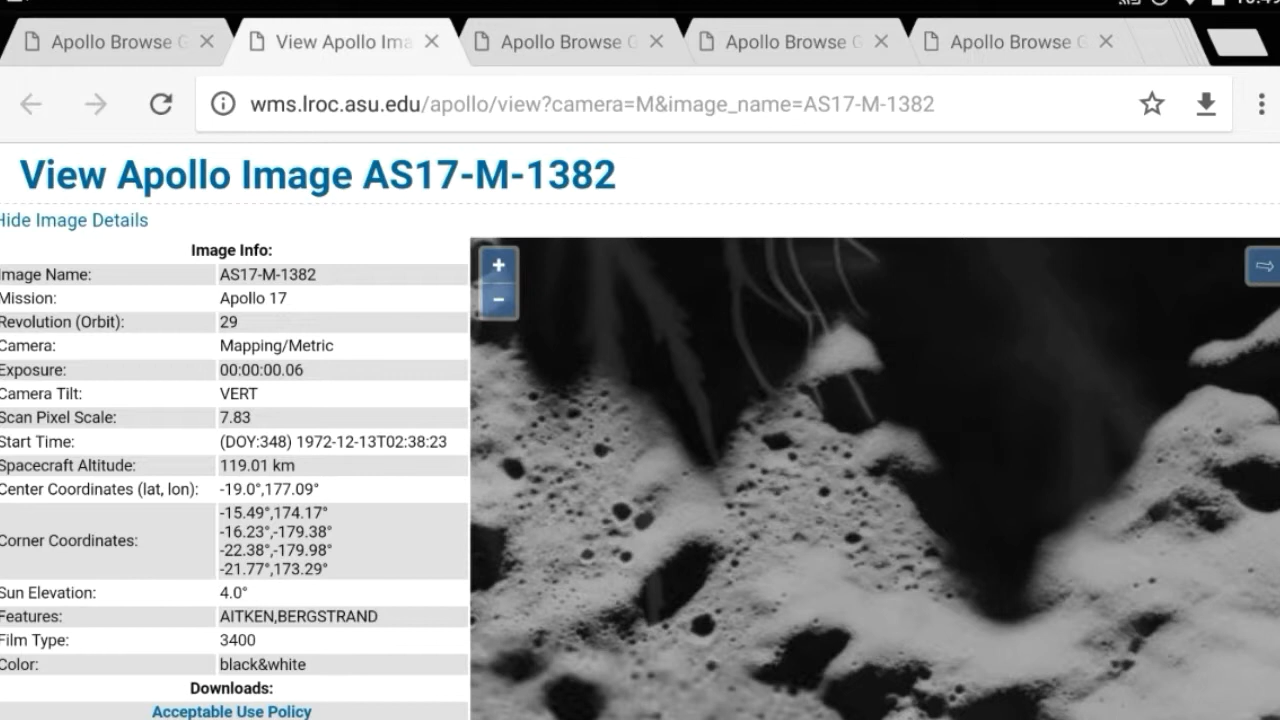 Apollo Browse G
View Apollo Ima
Apollo Browse G
Apollo Browse G
Apollo Browse G
wms.lroc.asu.edu/apollo/view?camera=M&image_name=AS17-M-1382
View Apollo Image AS17-M-1382
Hide Image Details
Image Info:
Image Name: AS17-M-1382
Mission: Apollo 17
Revolution (Orbit): 29
Camera: Mapping/Metric
Exposure: 00:00:00.06
Camera Tilt: VERT
Scan Pixel Scale: 7.83
Start Time: (DOY:348) 1972-12-13T02:38:23
Spacecraft Altitude: 119.01 km
Center Coordinates (lat, lon): -19.0°,177.09°
Corner Coordinates: -15.49°,174.17°
-16.23°,-179.38°
-22.38°,-179.98°
-21.77°,173.29°
Sun Elevation: 4.0°
Features: AITKEN,BERGSTRAND
Film Type: 3400
Color: black&white
Downloads:
Acceptable Use Policy